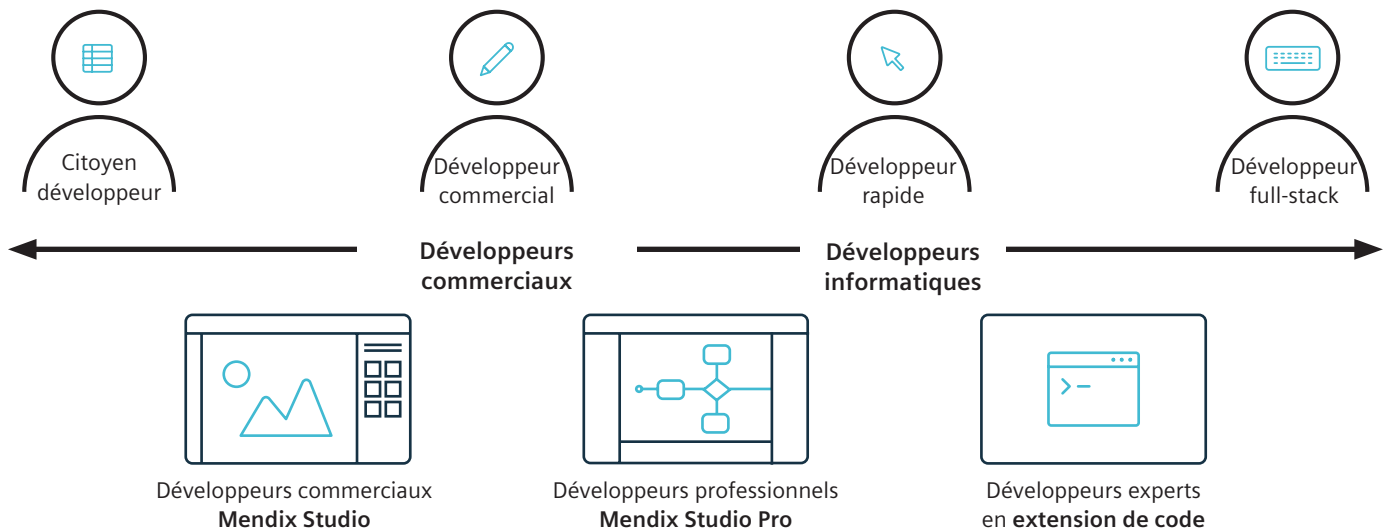 Citoyen
développeur
Développeur
commercial
Développeur
rapide
Développeur
full-stack
Développeurs
commerciaux
Développeurs
informatiques
Développeurs commerciaux
Mendix Studio
Développeurs professionnels
Mendix Studio Pro
Développeurs experts
en extension de code